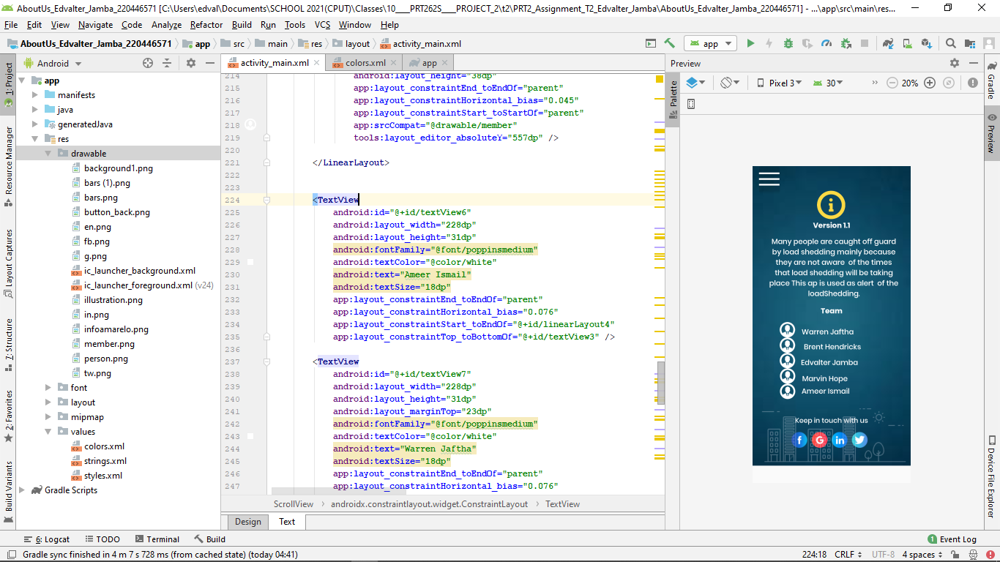 AboutUs_Edvalter_Jamba_220446571 [C:\Users\edval\Documents\SCHOOL 2021(CPUT)\Classes\10___PRT262S___PROJECT_2\t2\PRT2_Assignment_T2_Edvalter_Jamba\AboutUs_Edvalter_Jamba_220446571] - ...\app\src\main\res...
File Edit View Navigate Code Analyze Refactor Build Run Tools VCS Window Help
AboutUs_Edvalter_Jamba_220446571 app src main res layout activity_main.xml app
Android activity_main.xml colors.xml app Preview
1: Project
Resource Manager
Layout Captures
7: Structure
2: Favorites
Build Variants
app
manifests
java
generatedJava
res
drawable
background1.png
bars (1).png
bars.png
button_back.png
en.png
fb.png
g.png
ic_launcher_background.xml
ic_launcher_foreground.xml (v24)
illustration.png
in.png
infoamarelo.png
member.png
person.png
tw.png
font
layout
mipmap
values
colors.xml
strings.xml
styles.xml
Gradle Scripts
214 android:layout_height="38dp"
215 app:layout_constraintEnd_toEndOf="parent"
216 app:layout_constraintHorizontal_bias="0.045"
217 app:layout_constraintStart_toStartOf="parent"
218 app:srcCompat="@drawable/member"
219 tools:layout_editor_absoluteY="557dp" />
220
221 </LinearLayout>
222
223
224 <TextView
225 android:id="@+id/textView6"
226 android:layout_width="228dp"
227 android:layout_height="31dp"
228 android:fontFamily="@font/poppinsmedium"
229 android:textColor="@color/white"
230 android:text="Ameer Ismail"
231 android:textSize="18dp"
232 app:layout_constraintEnd_toEndOf="parent"
233 app:layout_constraintHorizontal_bias="0.076"
234 app:layout_constraintStart_toEndOf="@+id/linearLayout4"
235 app:layout_constraintTop_toBottomOf="@+id/textView3" />
236
237 <TextView
238 android:id="@+id/textView7"
239 android:layout_width="228dp"
240 android:layout_height="31dp"
241 android:layout_marginTop="23dp"
242 android:fontFamily="@font/poppinsmedium"
243 android:textColor="@color/white"
244 android:text="Warren Jaftha"
245 android:textSize="18dp"
246 app:layout_constraintEnd_toEndOf="parent"
247 app:layout_constraintHorizontal_bias="0.076"
ScrollView androidx.constraintlayout.widget.ConstraintLayout TextView
Design Text
Palette
Pixel 3 30 20%
Version 1.1
Many people are caught off guard
by load shedding mainly because
they are not aware of the times
that load shedding will be taking
place This ap is used as alert of the
loadShedding.
Team
Warren Jaftha
Brent Hendricks
Edvalter Jamba
Marvin Hope
Ameer Ismail
Keep in touch with us
f G in
Gradle
Preview
Device File Explorer
6: Logcat TODO Terminal Build 1 Event Log
Gradle sync finished in 4 m 7 s 728 ms (from cached state) (today 04:41) 224:18 CRLF UTF-8 4 spaces